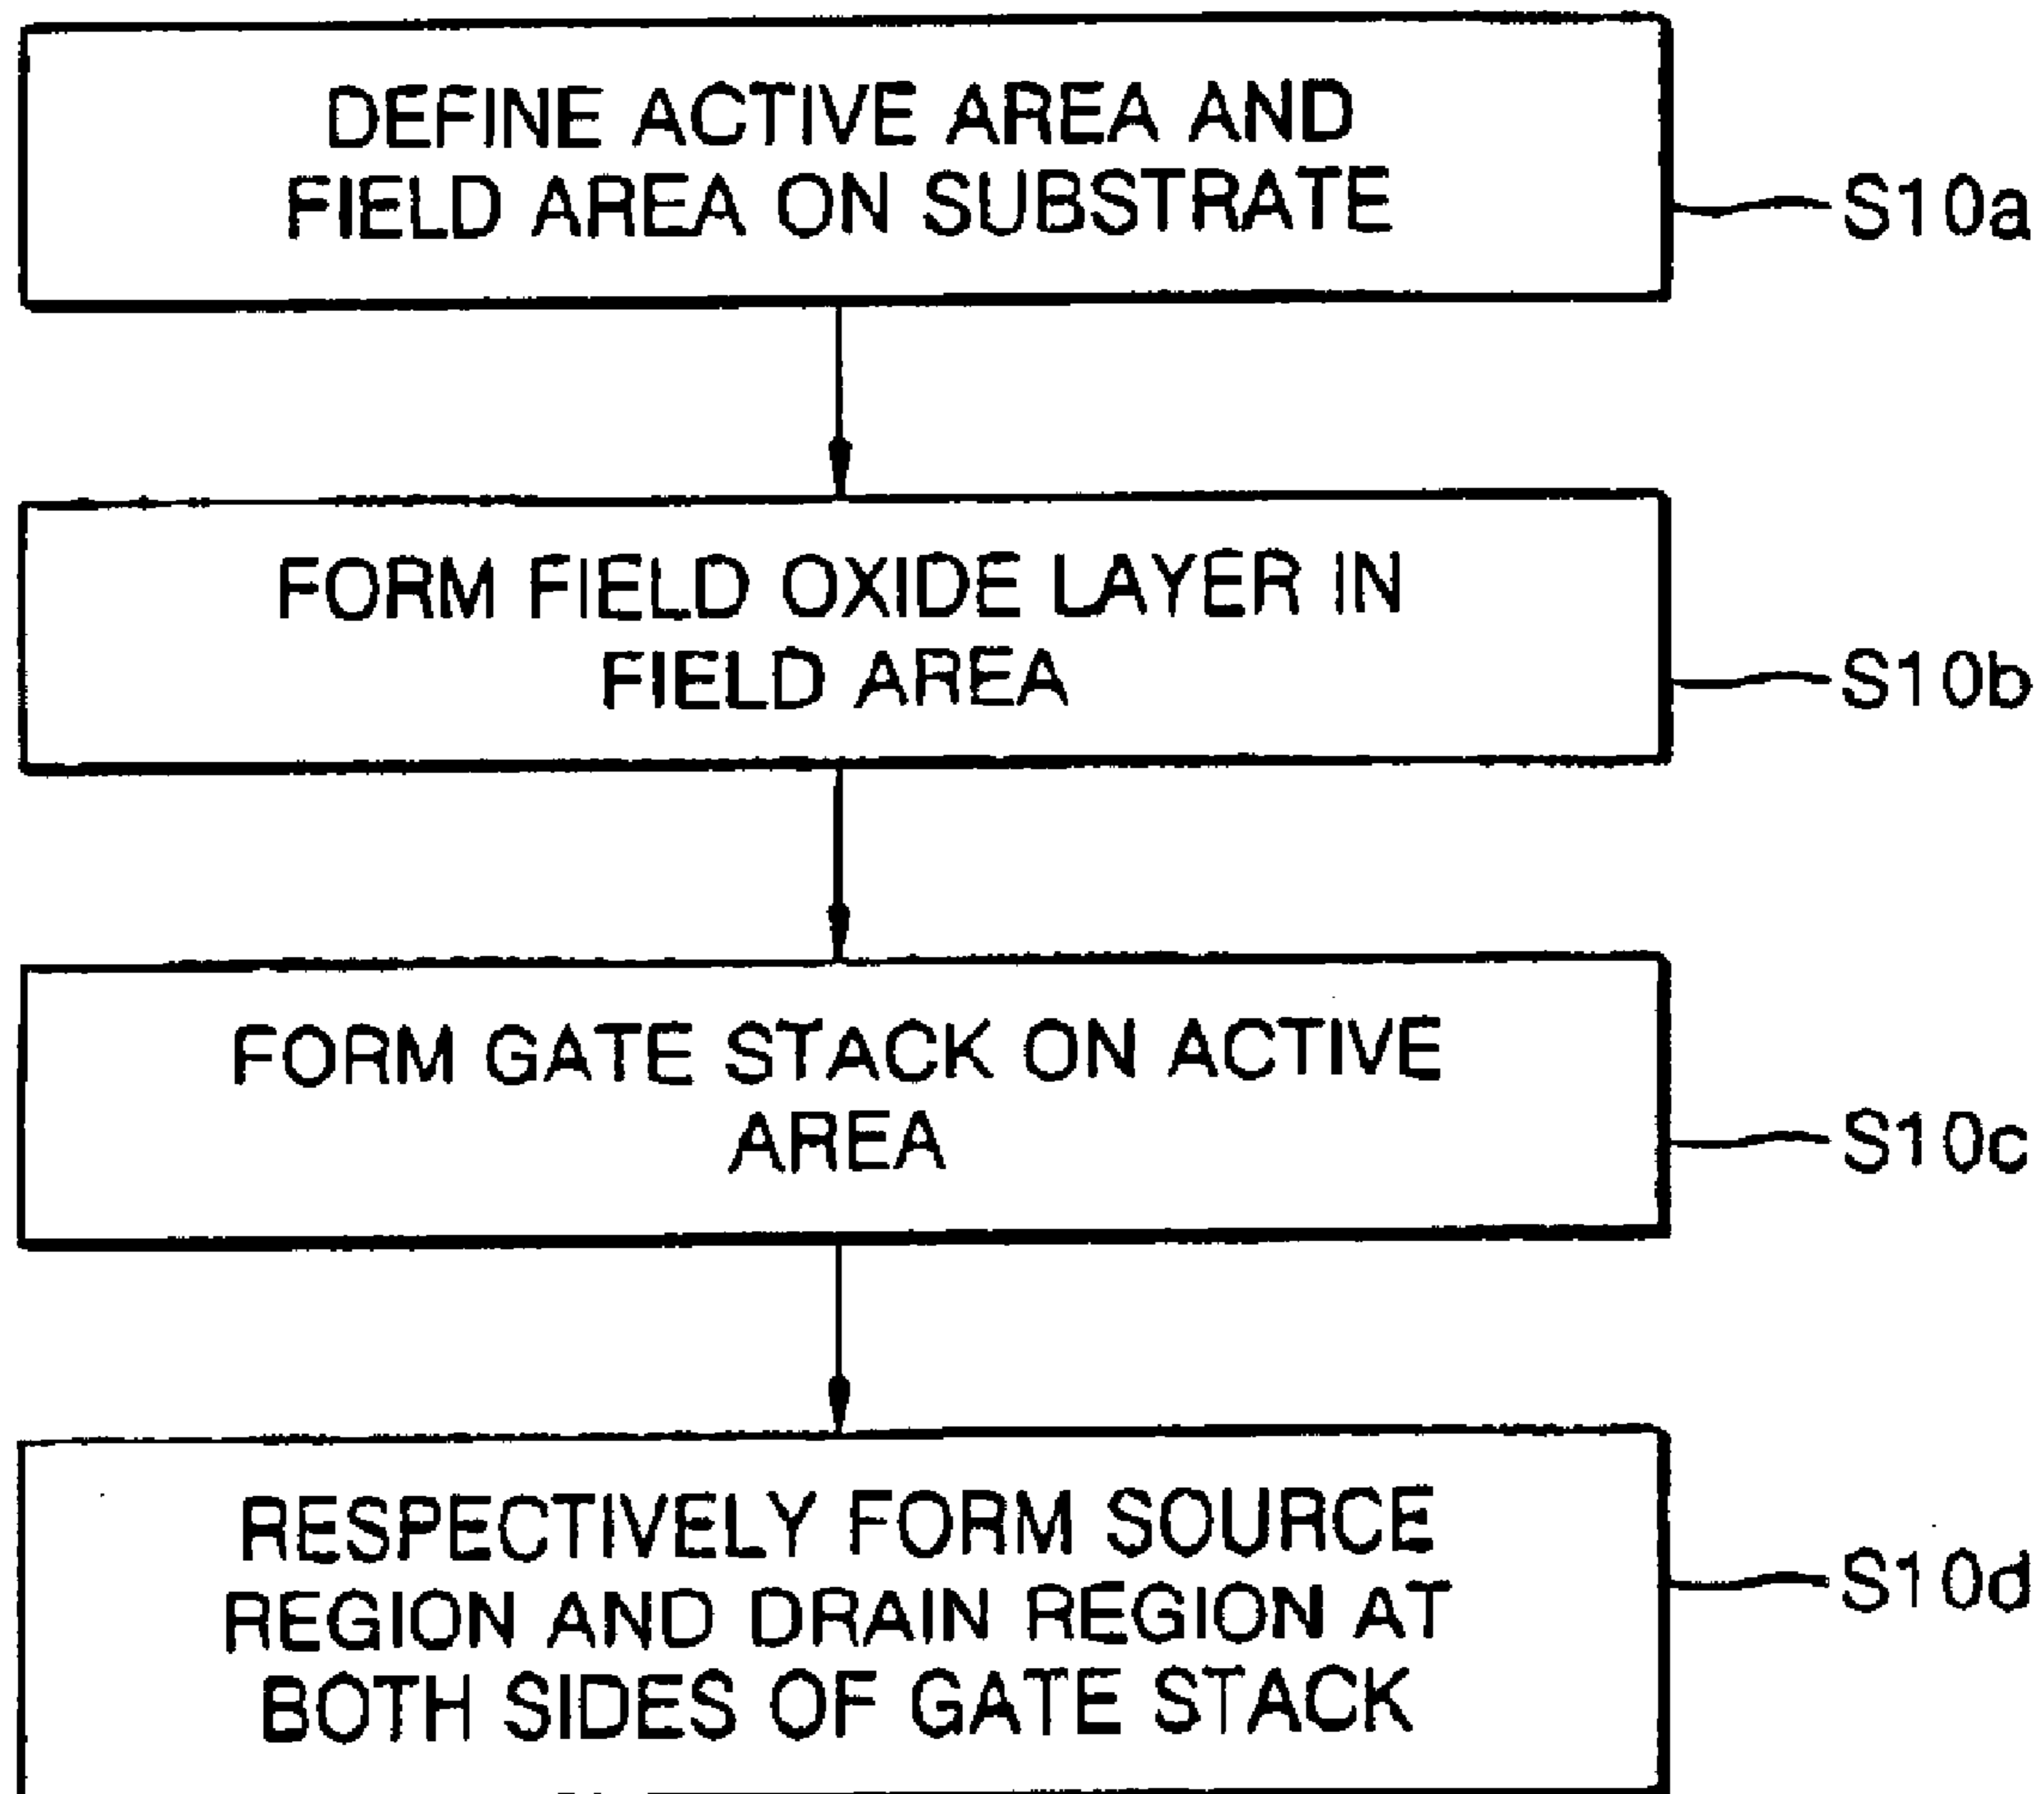 DEFINE ACTIVE AREA AND
FIELD AREA ON SUBSTRATE
S10a
FORM FIELD OXIDE LAYER IN
FIELD AREA
S10b
FORM GATE STACK ON ACTIVE
AREA
S10c
RESPECTIVELY FORM SOURCE
REGION AND DRAIN REGION AT
BOTH SIDES OF GATE STACK
S10d